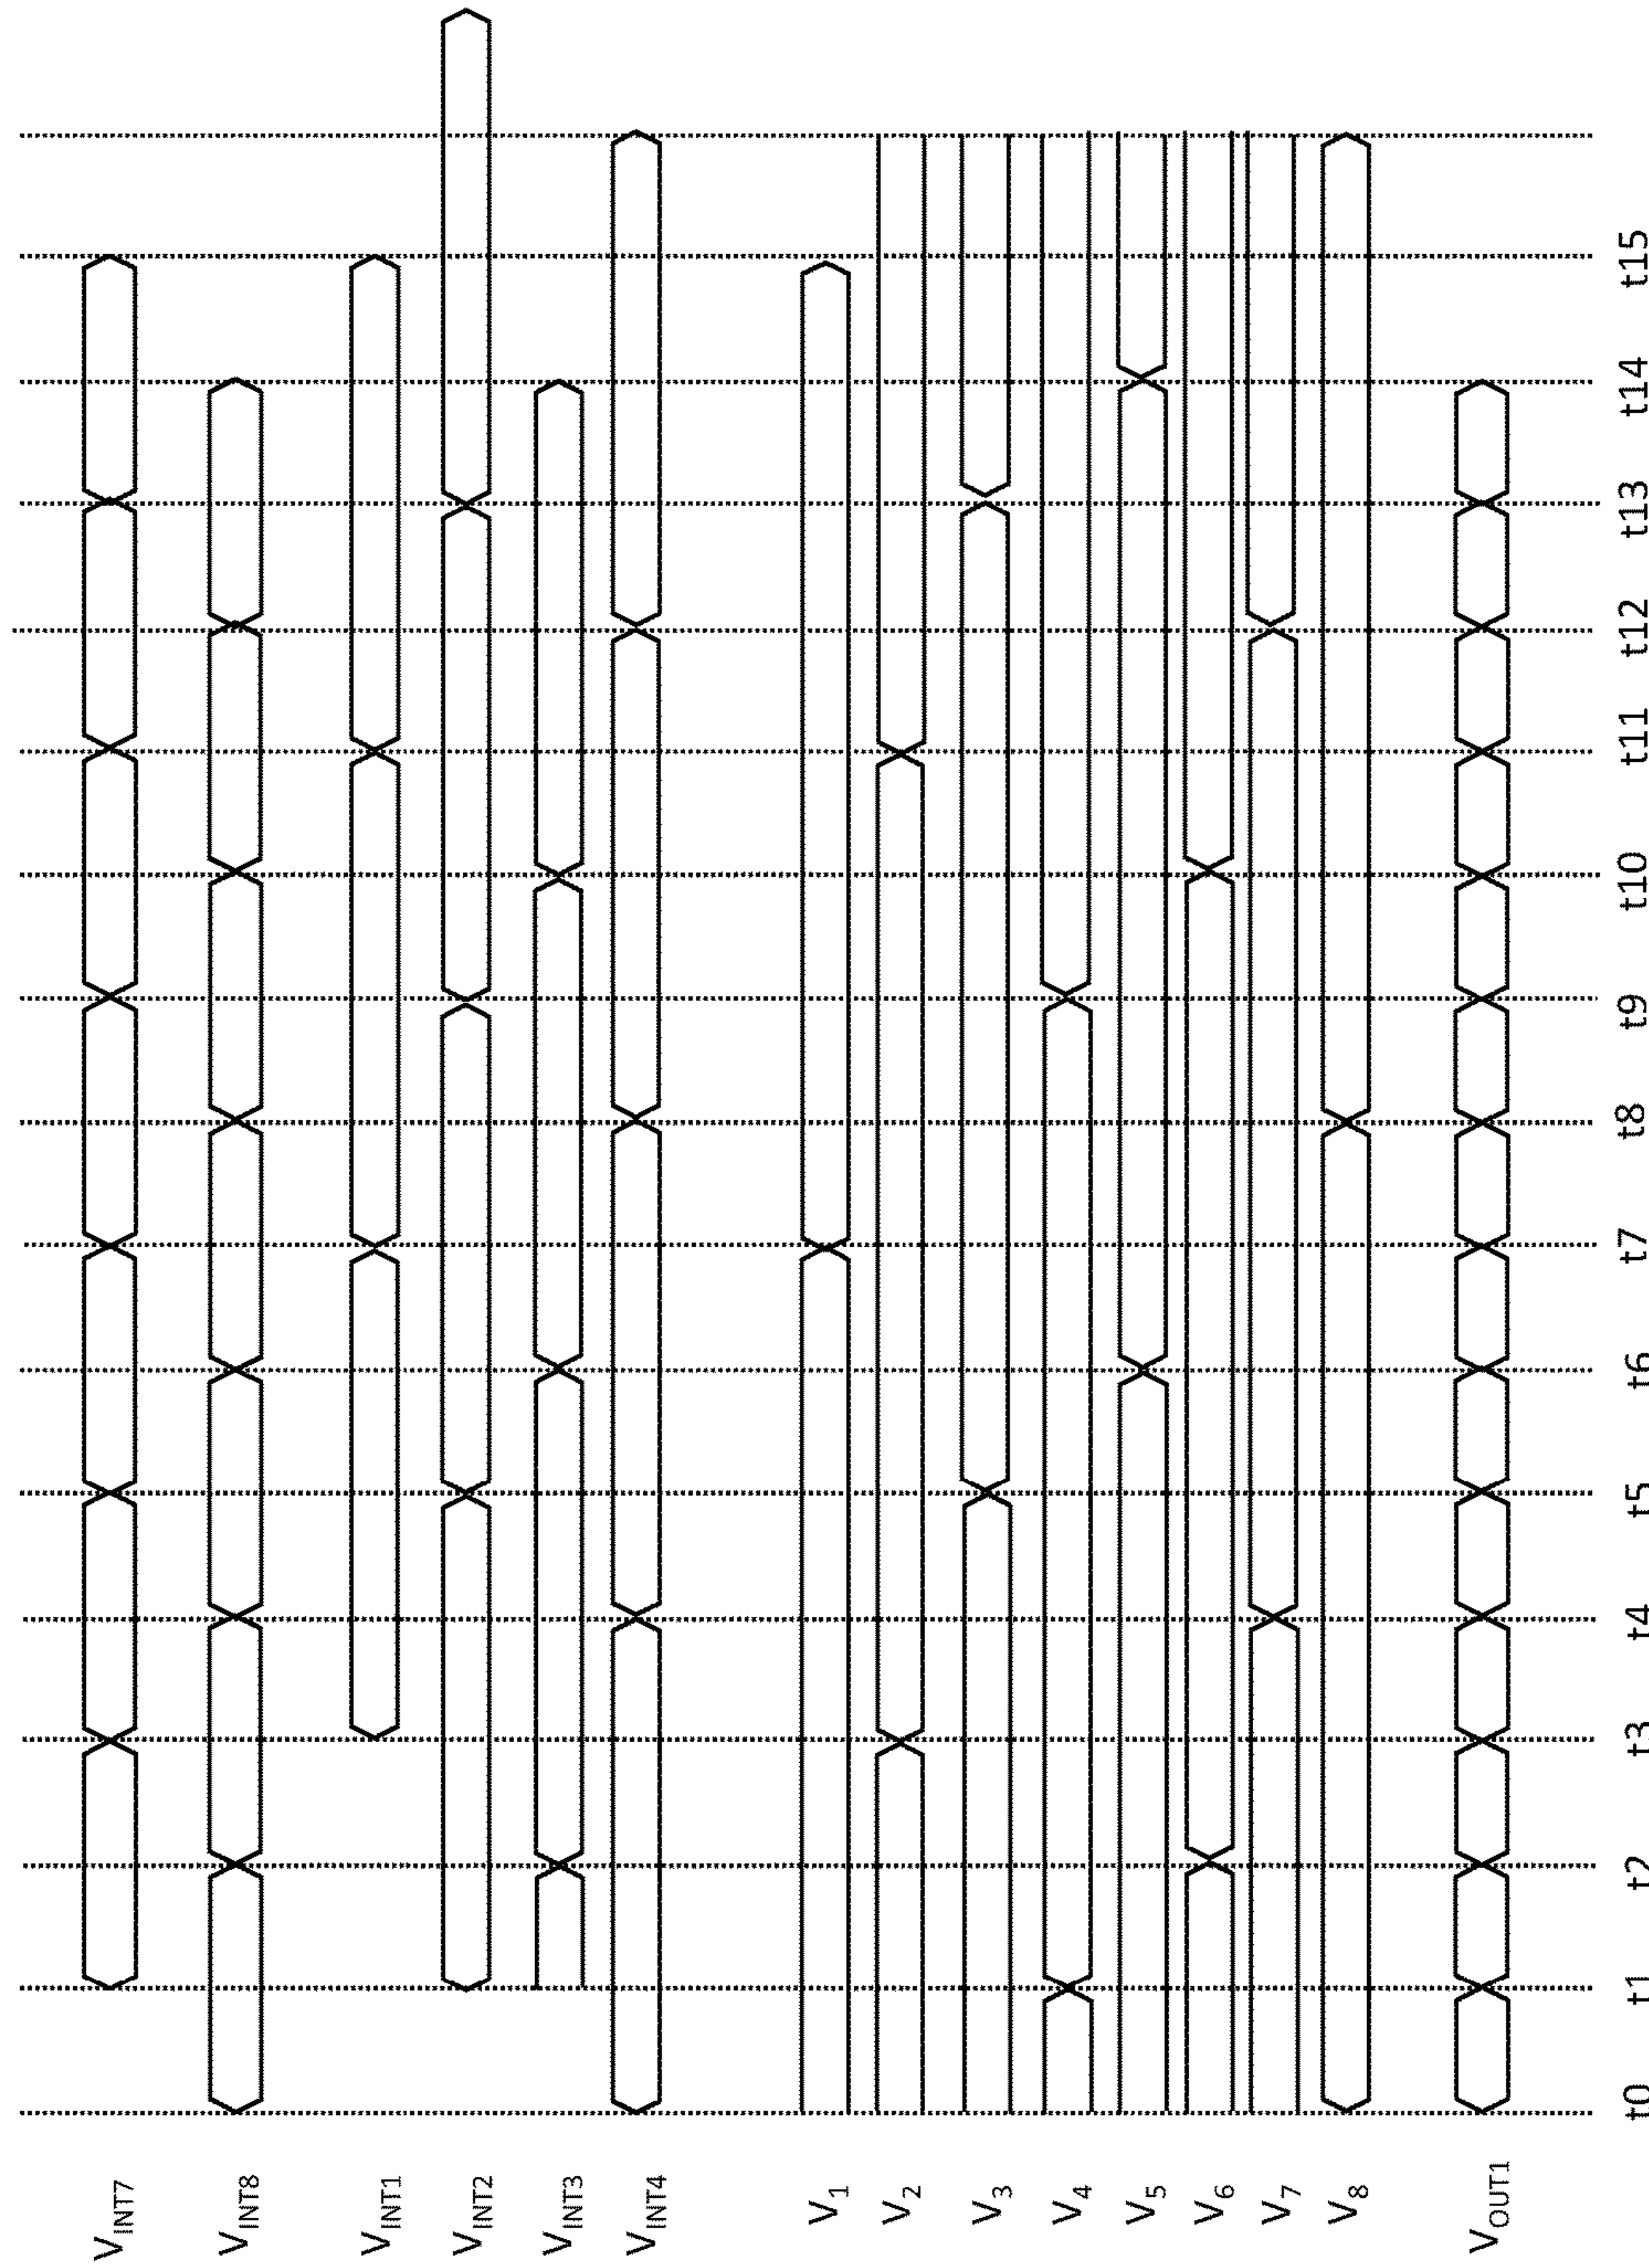 V_INT7
V_INT8
V_INT1
V_INT2
V_INT3
V_INT4
V_1
V_2
V_3
V_4
V_5
V_6
V_7
V_8
V_OUT1
t0 t1 t2 t3 t4 t5 t6 t7 t8 t9 t10 t11 t12 t13 t14 t15